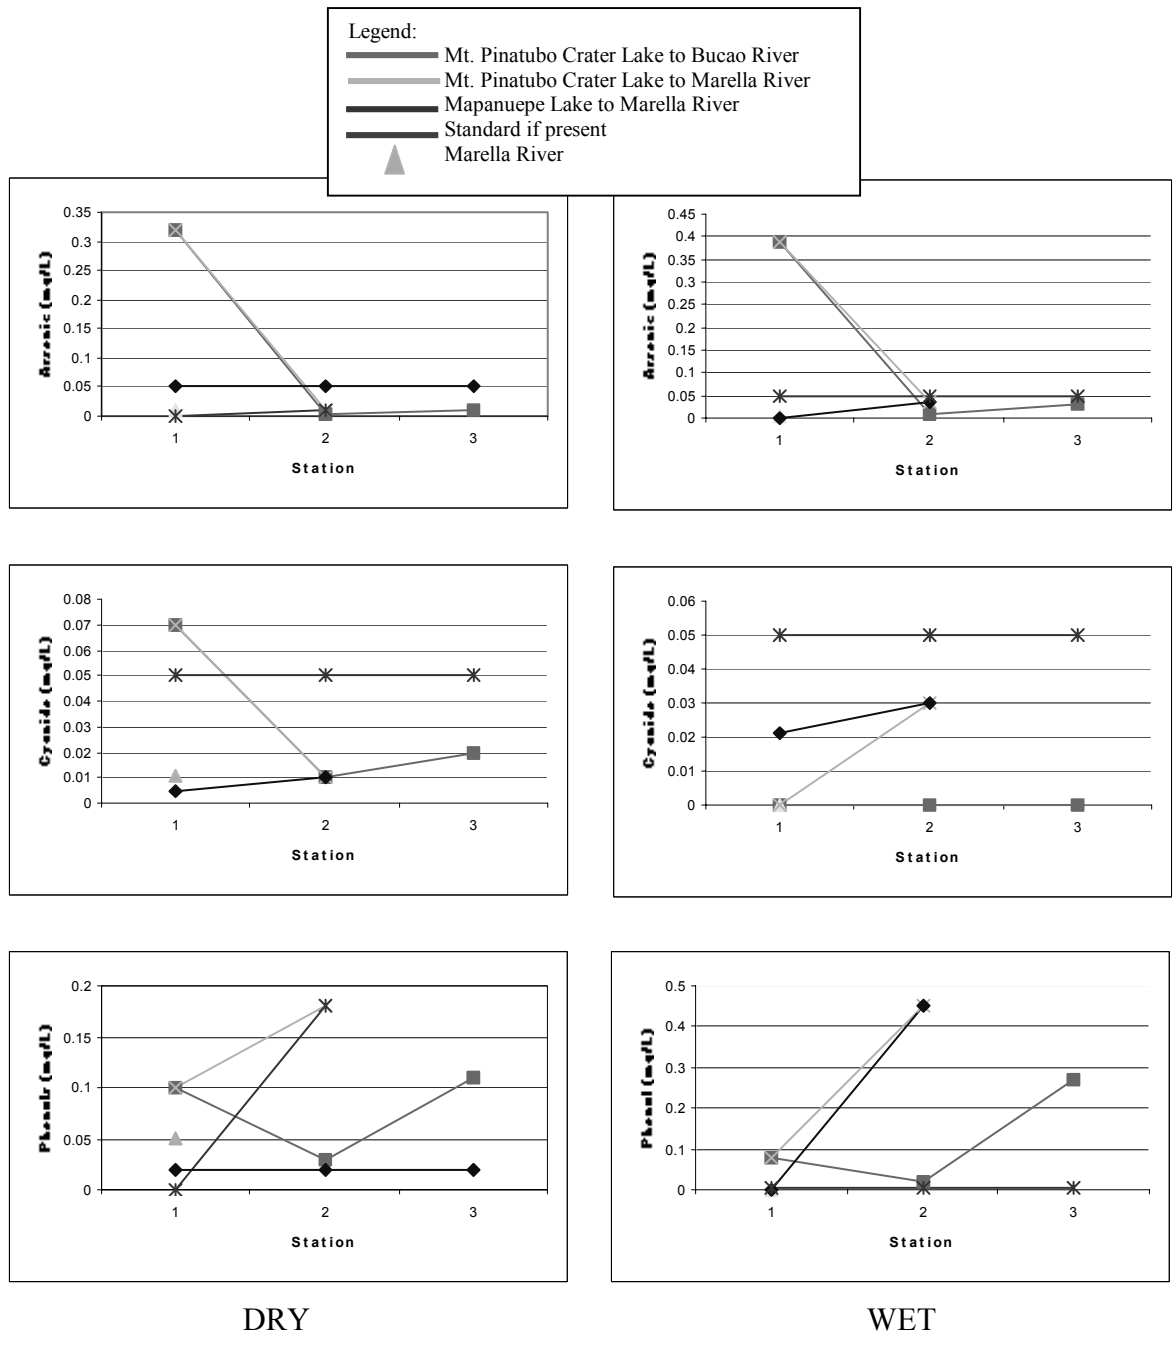 Legend:
Mt. Pinatubo Crater Lake to Bucao River
Mt. Pinatubo Crater Lake to Marella River
Mapanuepe Lake to Marella River
Standard if present
Marella River
Arsenic (mg/L)
0.35
0.3
0.25
0.2
0.15
0.1
0.05
0
1 2 3
Station
Arsenic (mg/L)
0.45
0.4
0.35
0.3
0.25
0.2
0.15
0.1
0.05
0
1 2 3
Station
Cyanide (mg/L)
0.08
0.07
0.06
0.05
0.04
0.03
0.02
0.01
0
1 2 3
Station
Cyanide (mg/L)
0.06
0.05
0.04
0.03
0.02
0.01
0
1 2 3
Station
(mg/L)
0.2
0.15
0.1
0.05
0
1 2 3
Station
Phenol (mg/L)
0.5
0.4
0.3
0.2
0.1
0
1 2 3
Station
DRY
WET